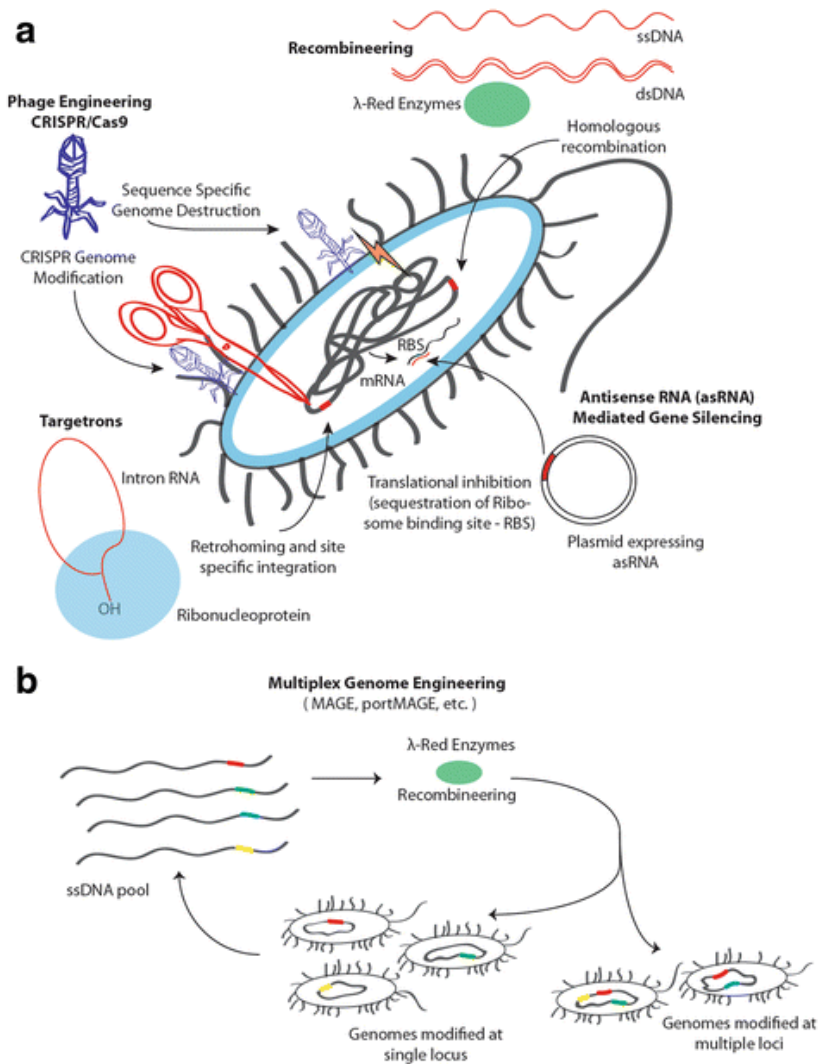 a
Recombineering
ssDNA
dsDNA
λ-Red Enzymes
Homologous
recombination
Phage Engineering
CRISPR/Cas9
Sequence Specific
Genome Destruction
CRISPR Genome
Modification
RBS
mRNA
Antisense RNA (asRNA)
Mediated Gene Silencing
Targetrons
Intron RNA
Translational inhibition
(sequestration of Ribo-
some binding site - RBS)
Plasmid expressing
asRNA
Retrohoming and site
specific integration
OH
Ribonucleoprotein
b
Multiplex Genome Engineering
( MAGE, portMAGE, etc. )
λ-Red Enzymes
Recombineering
ssDNA pool
Genomes modified at
single locus
Genomes modified at
multiple loci